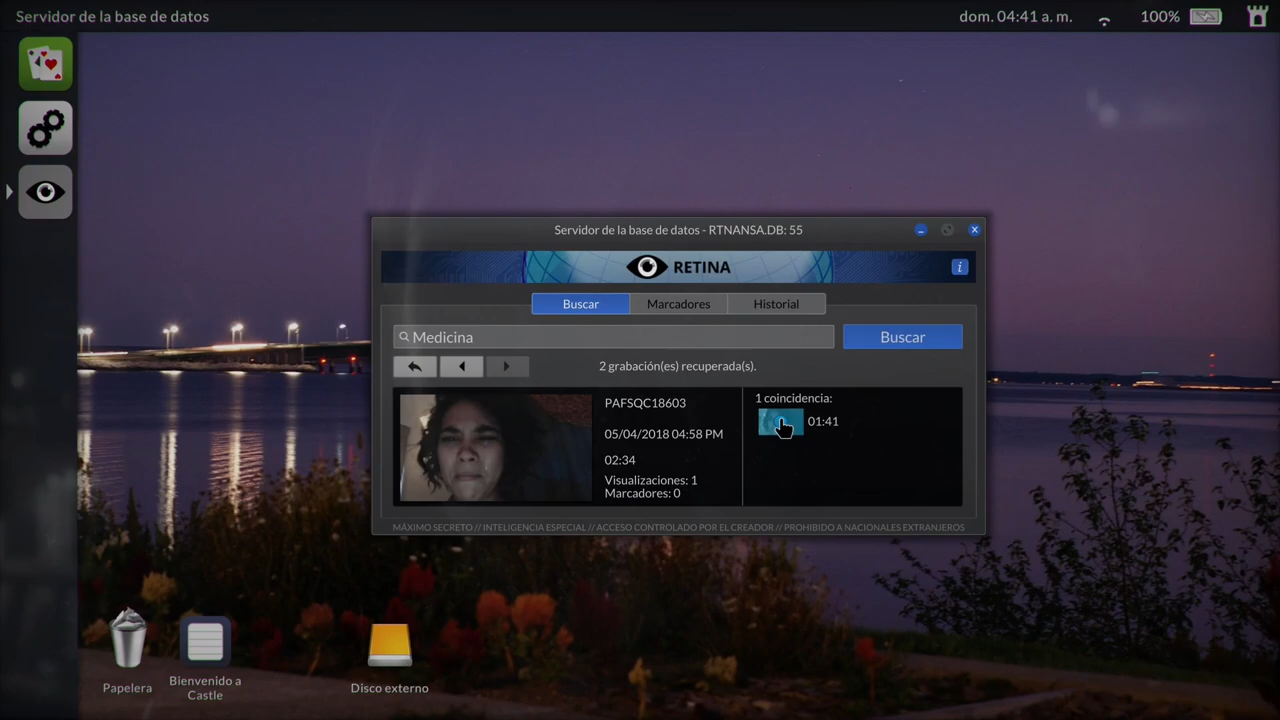 Servidor de la base de datos
dom. 04:41 a. m.
100%
Servidor de la base de datos - RTNANSA.DB: 55
RETINA
i
Buscar
Marcadores
Historial
Medicina
Buscar
2 grabación(es) recuperada(s).
PAFSQC18603
05/04/2018 04:58 PM
02:34
Visualizaciones: 1
Marcadores: 0
1 coincidencia:
01:41
MÁXIMO SECRETO // INTELIGENCIA ESPECIAL // ACCESO CONTROLADO POR EL CREADOR // PROHIBIDO A NACIONALES EXTRANJEROS
Papelera
Bienvenido a
Castle
Disco externo